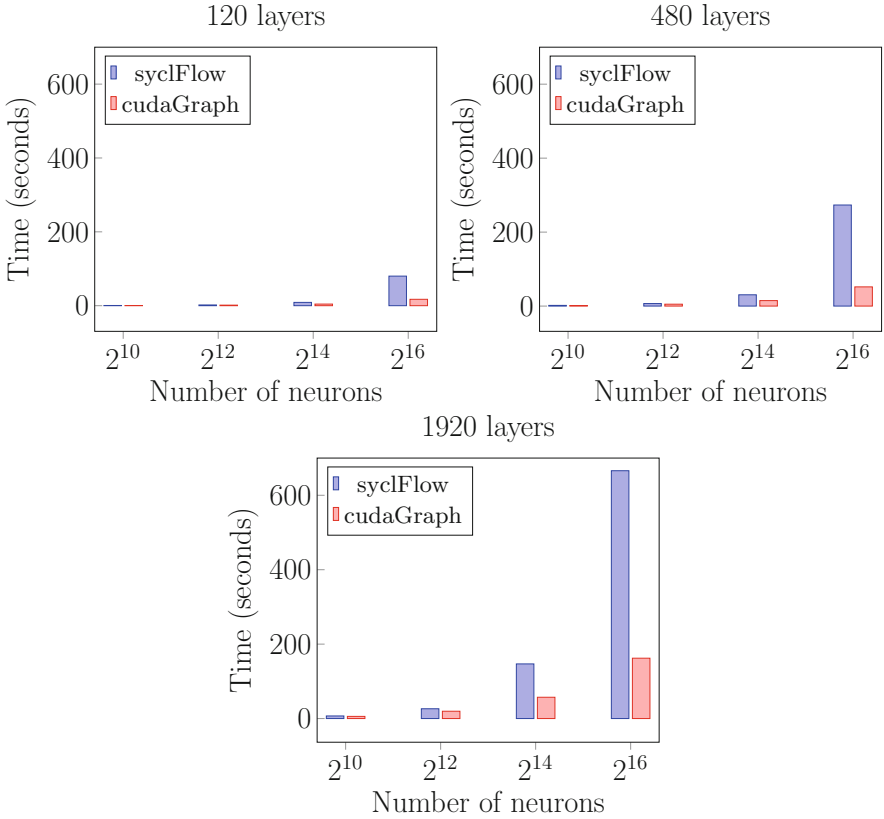 120 layers
600
400
200
0
Time (seconds)
syclFlow
cudaGraph
2^10 2^12 2^14 2^16
Number of neurons
480 layers
600
400
200
0
Time (seconds)
syclFlow
cudaGraph
2^10 2^12 2^14 2^16
Number of neurons
1920 layers
600
400
200
0
Time (seconds)
syclFlow
cudaGraph
2^10 2^12 2^14 2^16
Number of neurons